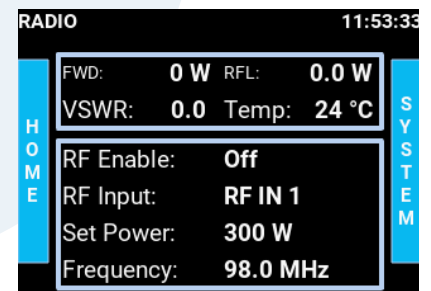 RADIO 11:53:33
FWD: 0 W RFL: 0.0 W
VSWR: 0.0 Temp: 24 °C
HOME
RF Enable: Off
RF Input: RF IN 1
Set Power: 300 W
Frequency: 98.0 MHz
SYSTEM